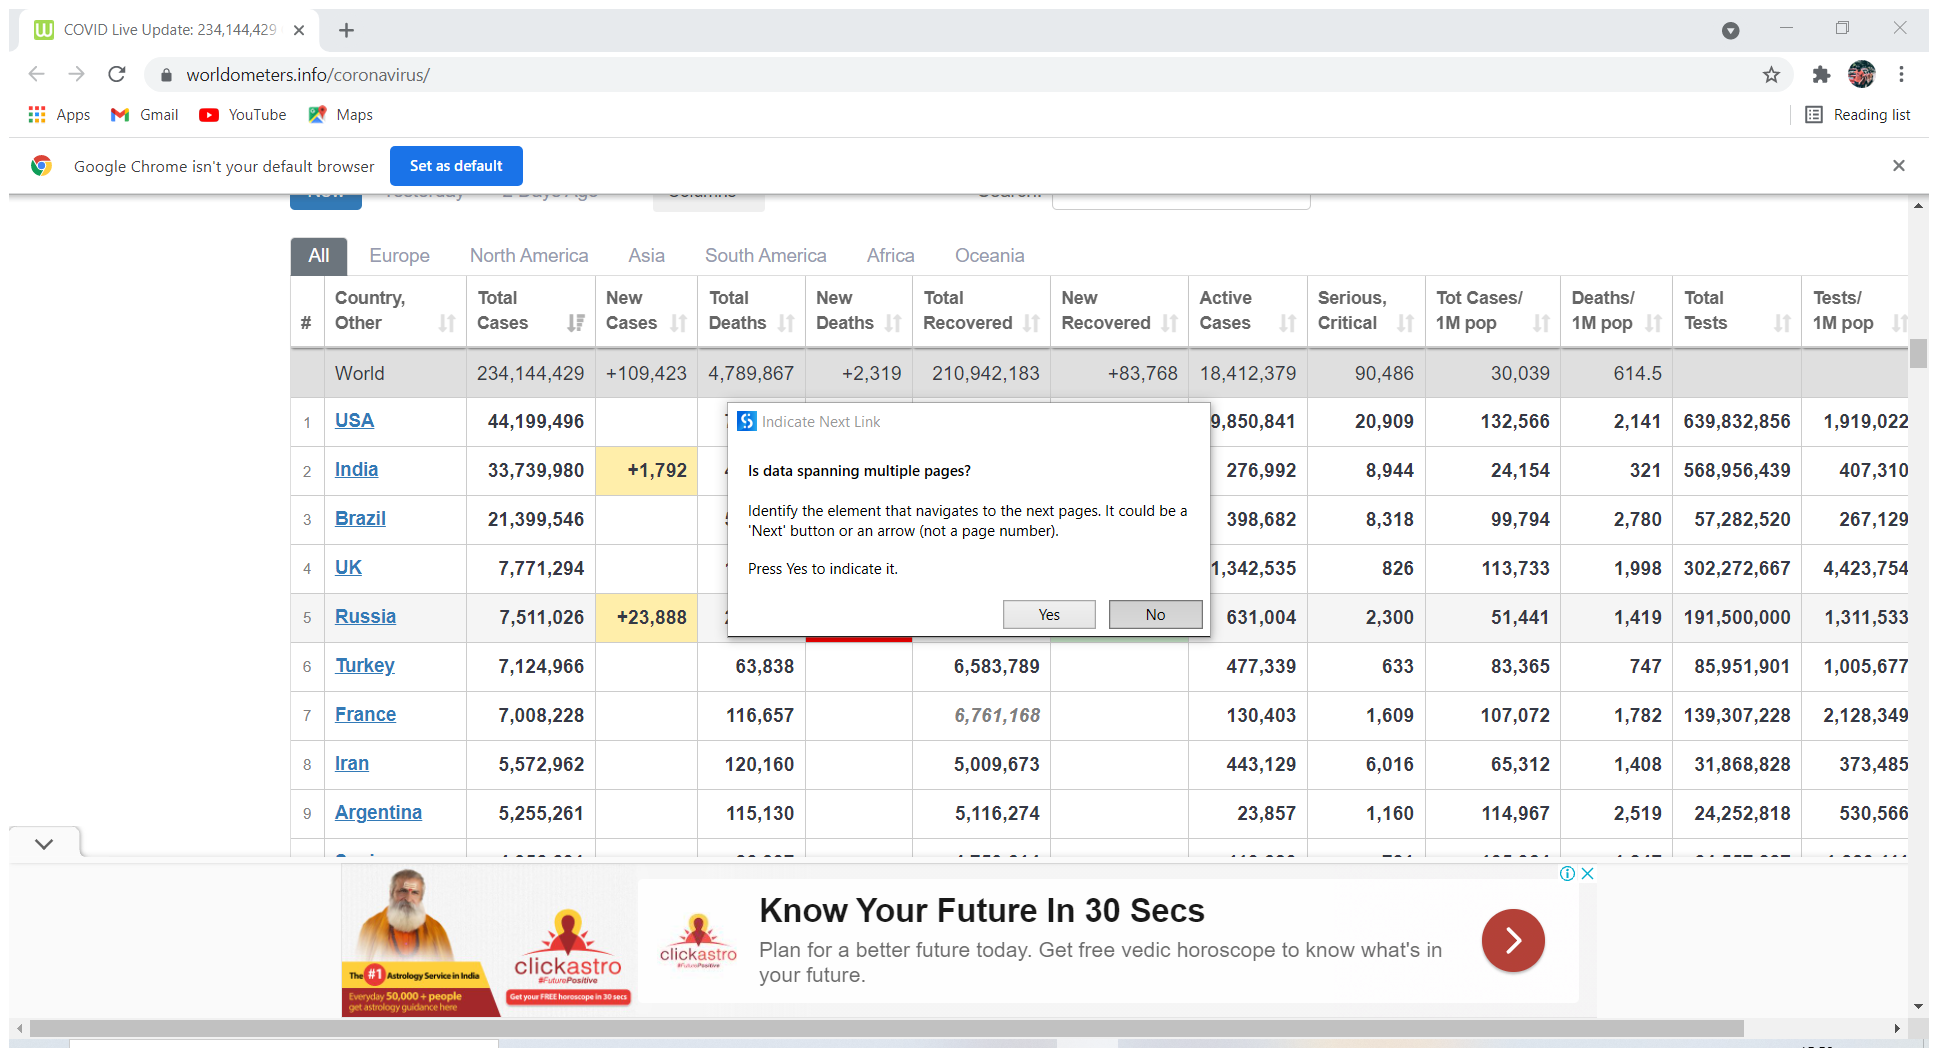 COVID Live Update: 234,144,429
worldometers.info/coronavirus/
Apps Gmail YouTube Maps Reading list
Google Chrome isn't your default browser Set as default
All Europe North America Asia South America Africa Oceania
# Country, Other Total Cases New Cases Total Deaths New Deaths Total Recovered New Recovered Active Cases Serious, Critical Tot Cases/ 1M pop Deaths/ 1M pop Total Tests Tests/ 1M pop
World 234,144,429 +109,423 4,789,867 +2,319 210,942,183 +83,768 18,412,379 90,486 30,039 614.5
1 USA 44,199,496 9,850,841 20,909 132,566 2,141 639,832,856 1,919,022
2 India 33,739,980 +1,792 276,992 8,944 24,154 321 568,956,439 407,310
3 Brazil 21,399,546 398,682 8,318 99,794 2,780 57,282,520 267,129
4 UK 7,771,294 1,342,535 826 113,733 1,998 302,272,667 4,423,754
5 Russia 7,511,026 +23,888 631,004 2,300 51,441 1,419 191,500,000 1,311,533
6 Turkey 7,124,966 63,838 6,583,789 477,339 633 83,365 747 85,951,901 1,005,677
7 France 7,008,228 116,657 6,761,168 130,403 1,609 107,072 1,782 139,307,228 2,128,349
8 Iran 5,572,962 120,160 5,009,673 443,129 6,016 65,312 1,408 31,868,828 373,485
9 Argentina 5,255,261 115,130 5,116,274 23,857 1,160 114,967 2,519 24,252,818 530,566
Indicate Next Link
Is data spanning multiple pages?
Identify the element that navigates to the next pages. It could be a
'Next' button or an arrow (not a page number).
Press Yes to indicate it.
Yes No
The #1 Astrology Service in India
Everyday 50,000 + people
get astrology guidance here
clickastro
#FuturePositive
Get your FREE horoscope in 30 secs
clickastro
#FuturePositive
Know Your Future In 30 Secs
Plan for a better future today. Get free vedic horoscope to know what's in
your future.